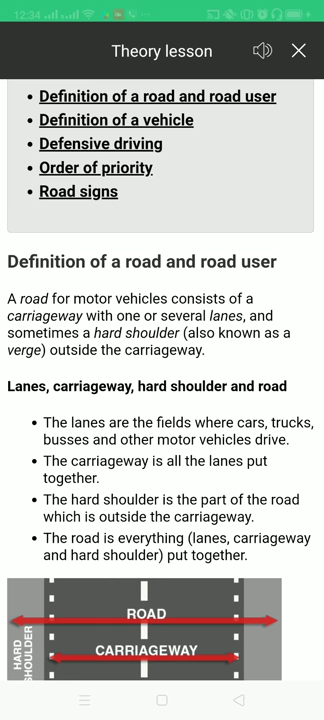 12:34
Theory lesson
Definition of a road and road user
Definition of a vehicle
Defensive driving
Order of priority
Road signs
Definition of a road and road user
A road for motor vehicles consists of a
carriageway with one or several lanes, and
sometimes a hard shoulder (also known as a
verge) outside the carriageway.
Lanes, carriageway, hard shoulder and road
The lanes are the fields where cars, trucks,
busses and other motor vehicles drive.
The carriageway is all the lanes put
together.
The hard shoulder is the part of the road
which is outside the carriageway.
The road is everything (lanes, carriageway
and hard shoulder) put together.
ROAD
CARRIAGEWAY
HARD
SHOULDER